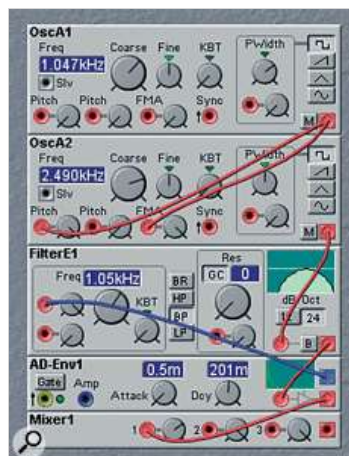 OscA1
Freq Coarse Fine KBT PWidth
1.047kHz
Slv
Pitch Pitch FMA Sync
M
OscA2
Freq Coarse Fine KBT PWidth
2.490kHz
Slv
Pitch Pitch FMA Sync
M
FilterE1
Freq 1.05kHz Res
GC 0
BR
HP
KBT BP
LP
dB Oct
12 24
B
AD-Env1
Gate Amp 0.5m 201m
Attack Dcy
Mixer1
1 2 3